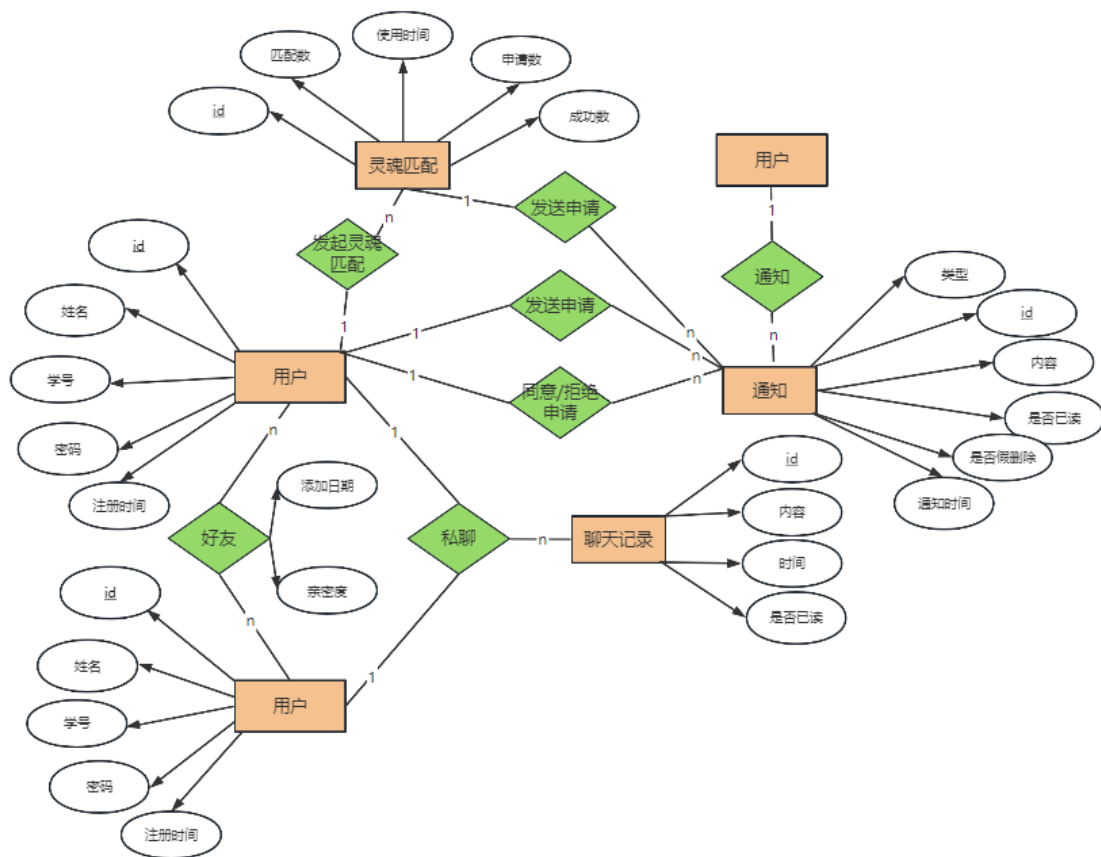 使用时间
匹配数
申请数
id
成功数
灵魂匹配
用户
1
n
发送申请
1
id
发起灵魂
匹配
通知
类型
姓名
1
发送申请
n
id
1
n
n
内容
学号
用户
1
同意/拒绝
申请
n
通知
是否已读
密码
n
1
id
是否假删除
注册时间
添加日期
通知时间
内容
好友
私聊
n
聊天记录
时间
亲密度
id
n
是否已读
姓名
1
用户
学号
密码
注册时间